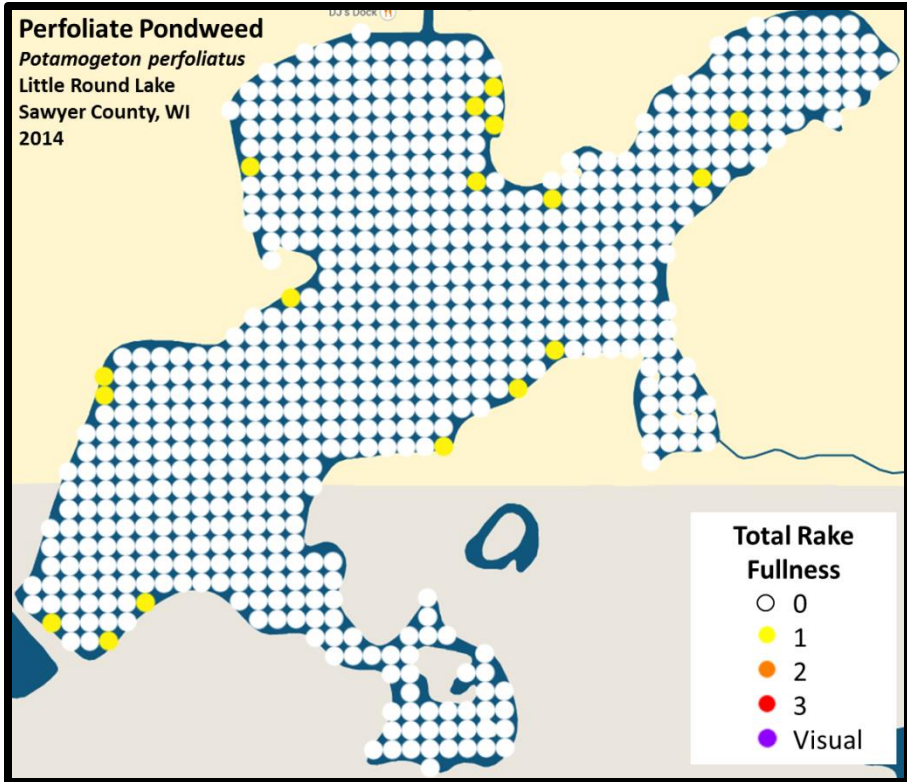 DJ's Dock
Perfoliate Pondweed
Potamogeton perfoliatus
Little Round Lake
Sawyer County, WI
2014
Total Rake
Fullness
0
1
2
3
Visual